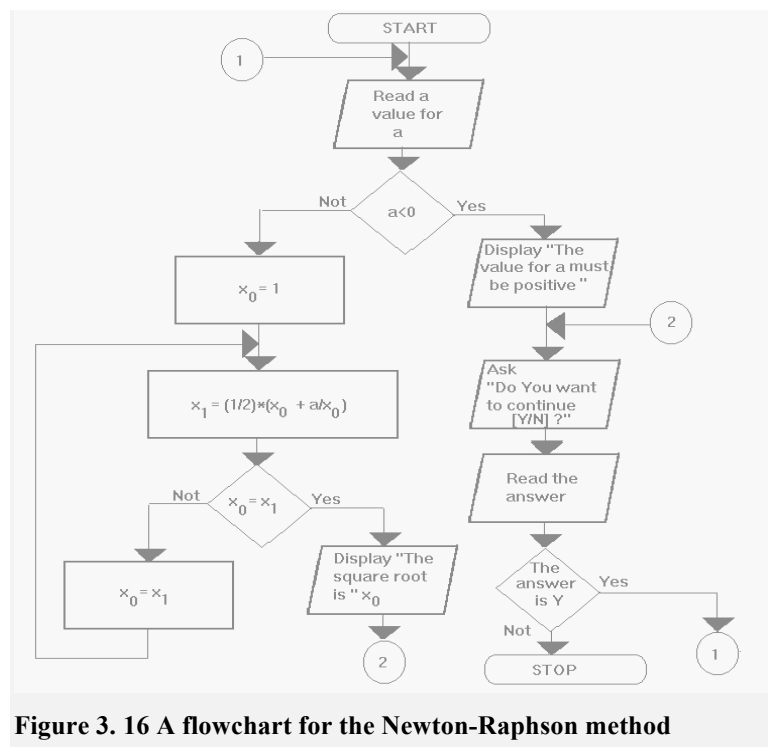 START
1
Read a
value for
a
Not
a<0
Yes
x0 = 1
Display "The
value for a must
be positive "
2
Ask
"Do You want
to continue
[Y/N] ?"
x1 = (1/2)*(x0 + a/x0)
Read the
answer
Not
x0 = x1
Yes
Display "The
square root
is " x0
x0 = x1
The
answer
is Y
Yes
Not
2
1
STOP
Figure 3. 16 A flowchart for the Newton-Raphson method